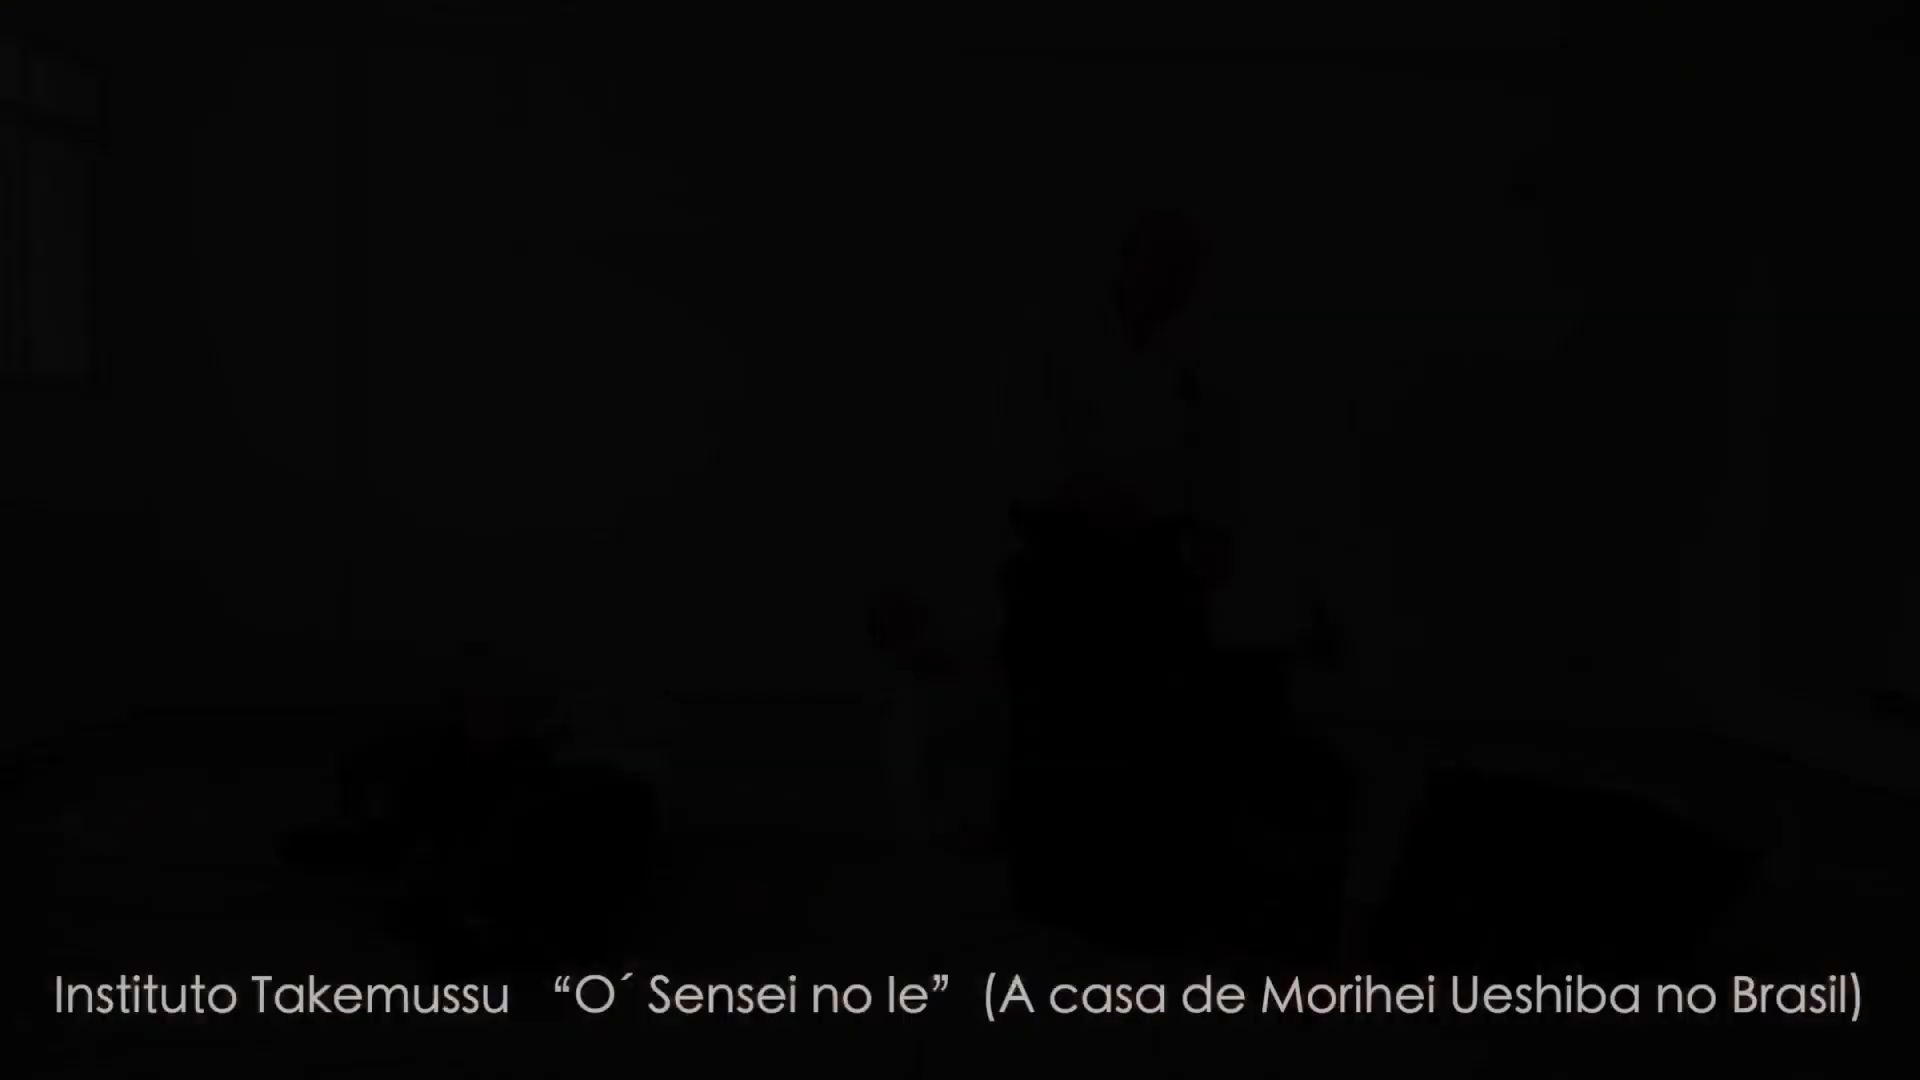 Instituto Takemussu “O´ Sensei no Ie” (A casa de Morihei Ueshiba no Brasil)